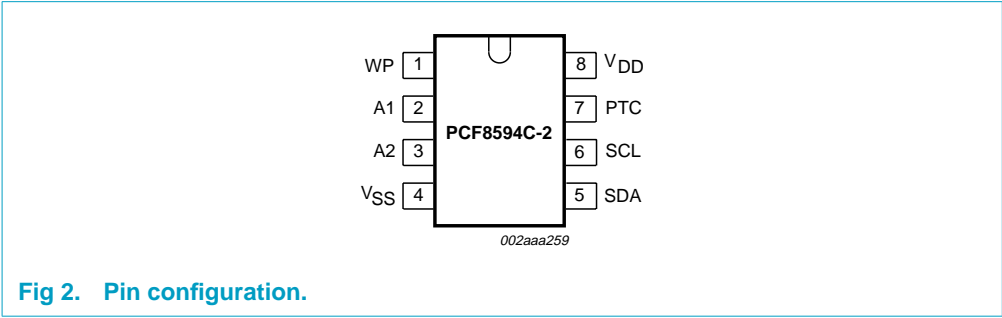 WP 1 8 VDD
A1 2 7 PTC
PCF8594C-2
A2 3 6 SCL
VSS 4 5 SDA
002aaa259
Fig 2. Pin configuration.